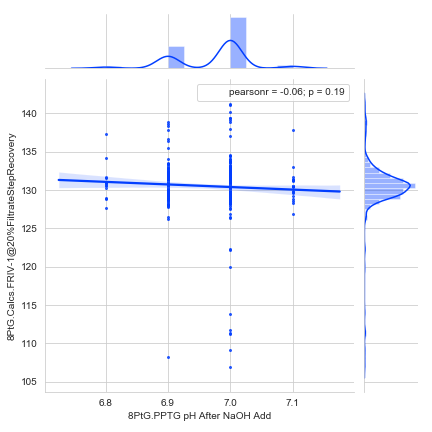 pearsonr = -0.06; p = 0.19
140
135
130
125
120
115
110
105
8PtG.Calcs.FRIV-1@20%FiltrateStepRecovery
6.8 6.9 7.0 7.1
8PtG.PPTG pH After NaOH Add